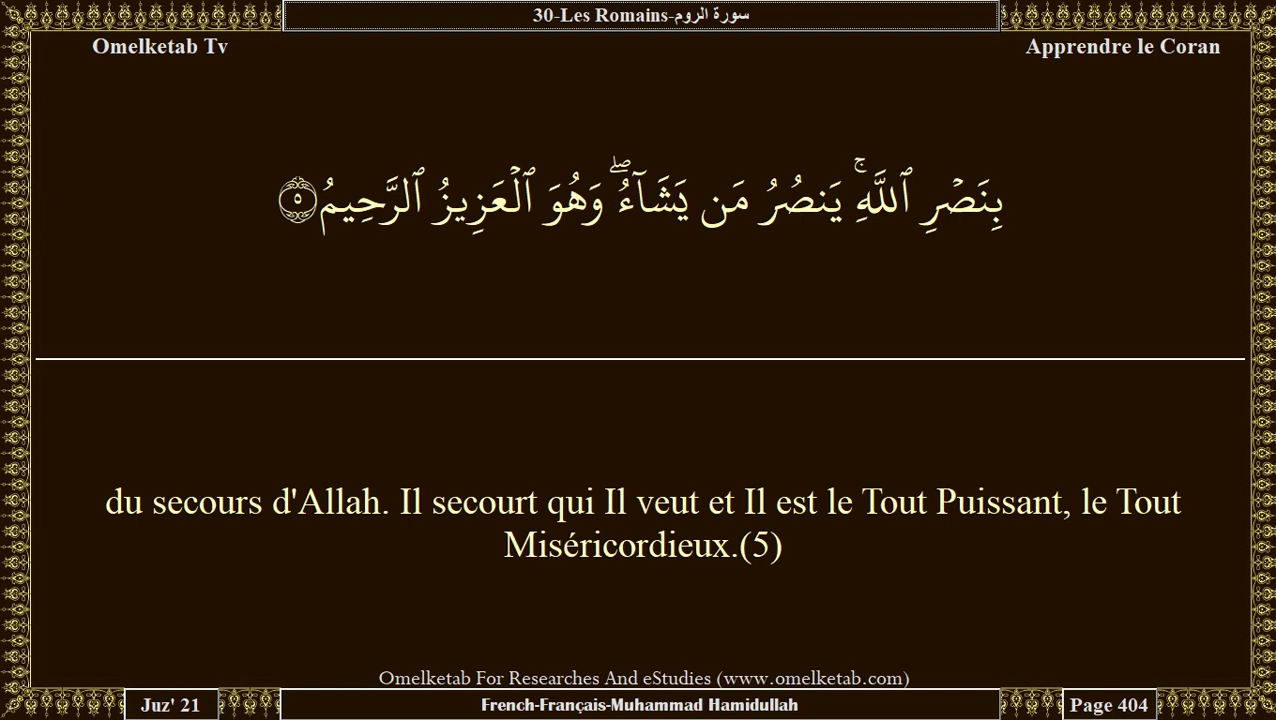 30-Les Romains-سورة الروم
Omelketab Tv
Apprendre le Coran
بِنَصۡرِ ٱللَّهِۚ يَنصُرُ مَن يَشَآءُۖ وَهُوَ ٱلۡعَزِيزُ ٱلرَّحِيمُ ٥
du secours d'Allah. Il secourt qui Il veut et Il est le Tout Puissant, le Tout
Miséricordieux.(5)
Omelketab For Researches And eStudies (www.omelketab.com)
Juz' 21
French-Français-Muhammad Hamidullah
Page 404